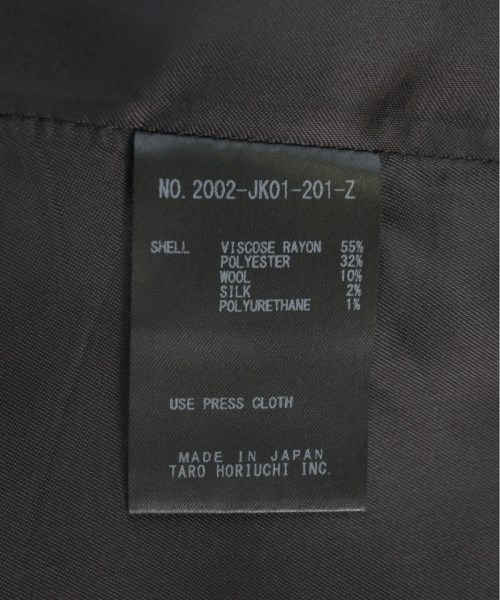 NO. 2002-JK01-201-Z
SHELL VISCOSE RAYON 55%
POLYESTER 32%
WOOL 10%
SILK 2%
POLYURETHANE 1%
USE PRESS CLOTH
MADE IN JAPAN
TARO HORIUCHI INC.